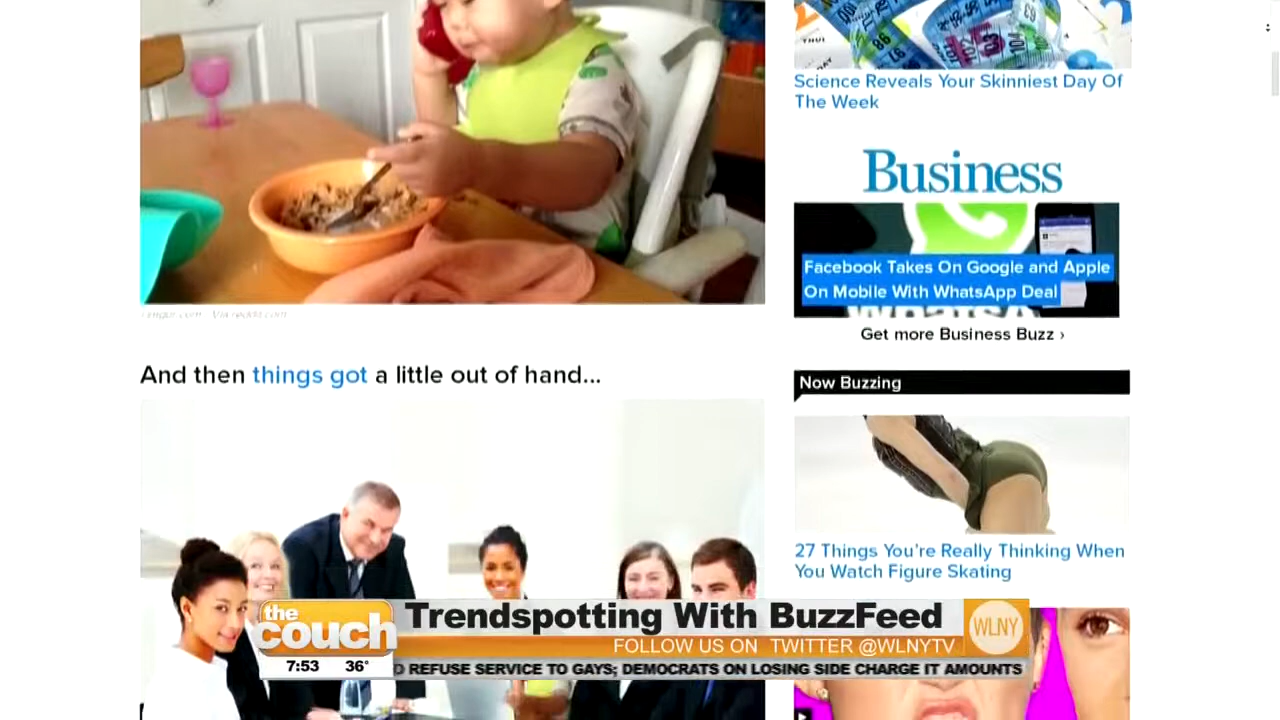 Science Reveals Your Skinniest Day Of
The Week
Business
Facebook Takes On Google and Apple
On Mobile With WhatsApp Deal
Get more Business Buzz ›
And then things got a little out of hand...
Now Buzzing
27 Things You're Really Thinking When
You Watch Figure Skating
the
couch
Trendspotting With BuzzFeed
WLNY
FOLLOW US ON TWITTER @WLNYTV
7:53 36°
REFUSE SERVICE TO GAYS; DEMOCRATS ON LOSING SIDE CHARGE IT AMOUNTS